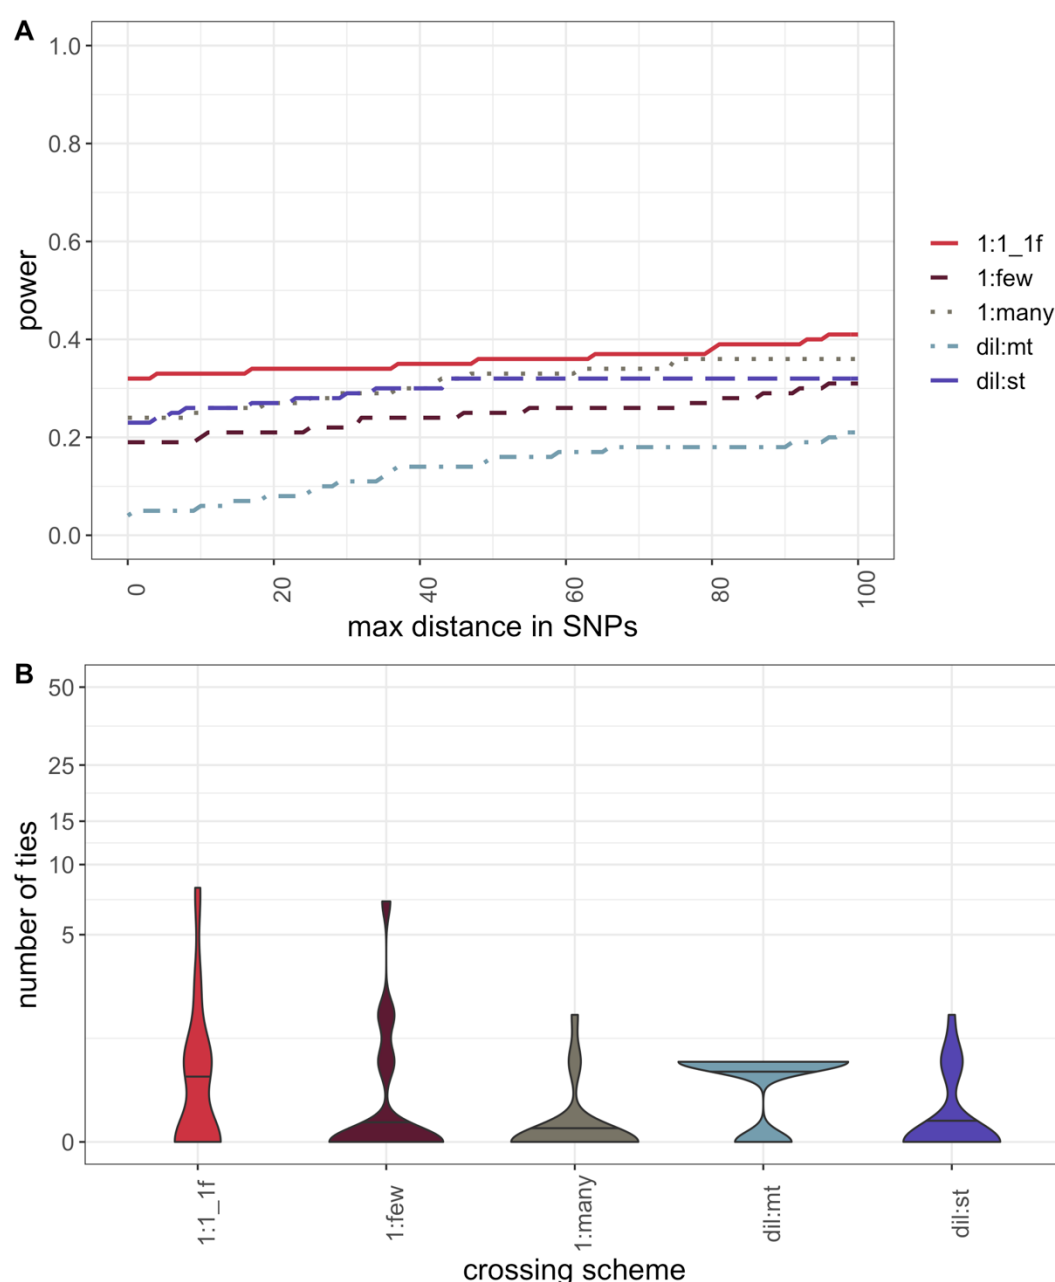 A
1.0
0.8
0.6
0.4
0.2
0.0
power
0
20
40
60
80
100
max distance in SNPs
1:1_1f
1:few
1:many
dil:mt
dil:st
B
50
25
15
10
5
0
number of ties
1:1_1f
1:few
1:many
dil:mt
dil:st
crossing scheme